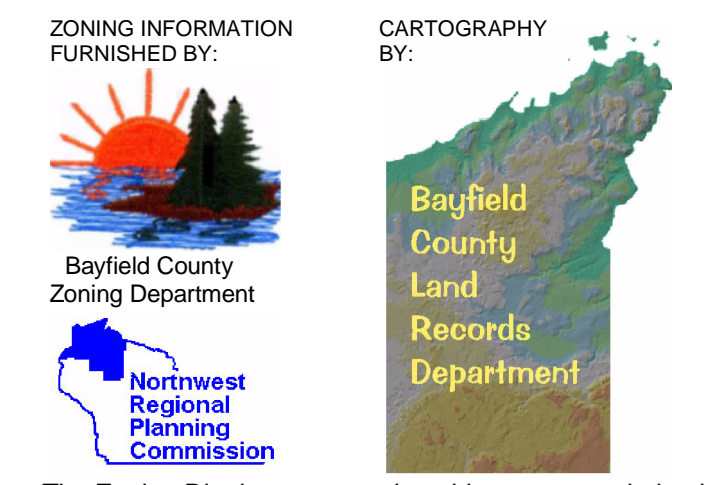 ZONING INFORMATION
FURNISHED BY:
Bayfield County
Zoning Department
Nortnwest
Regional
Planning
Commission
CARTOGRAPHY
BY:
Bayfield
County
Land
Records
Department